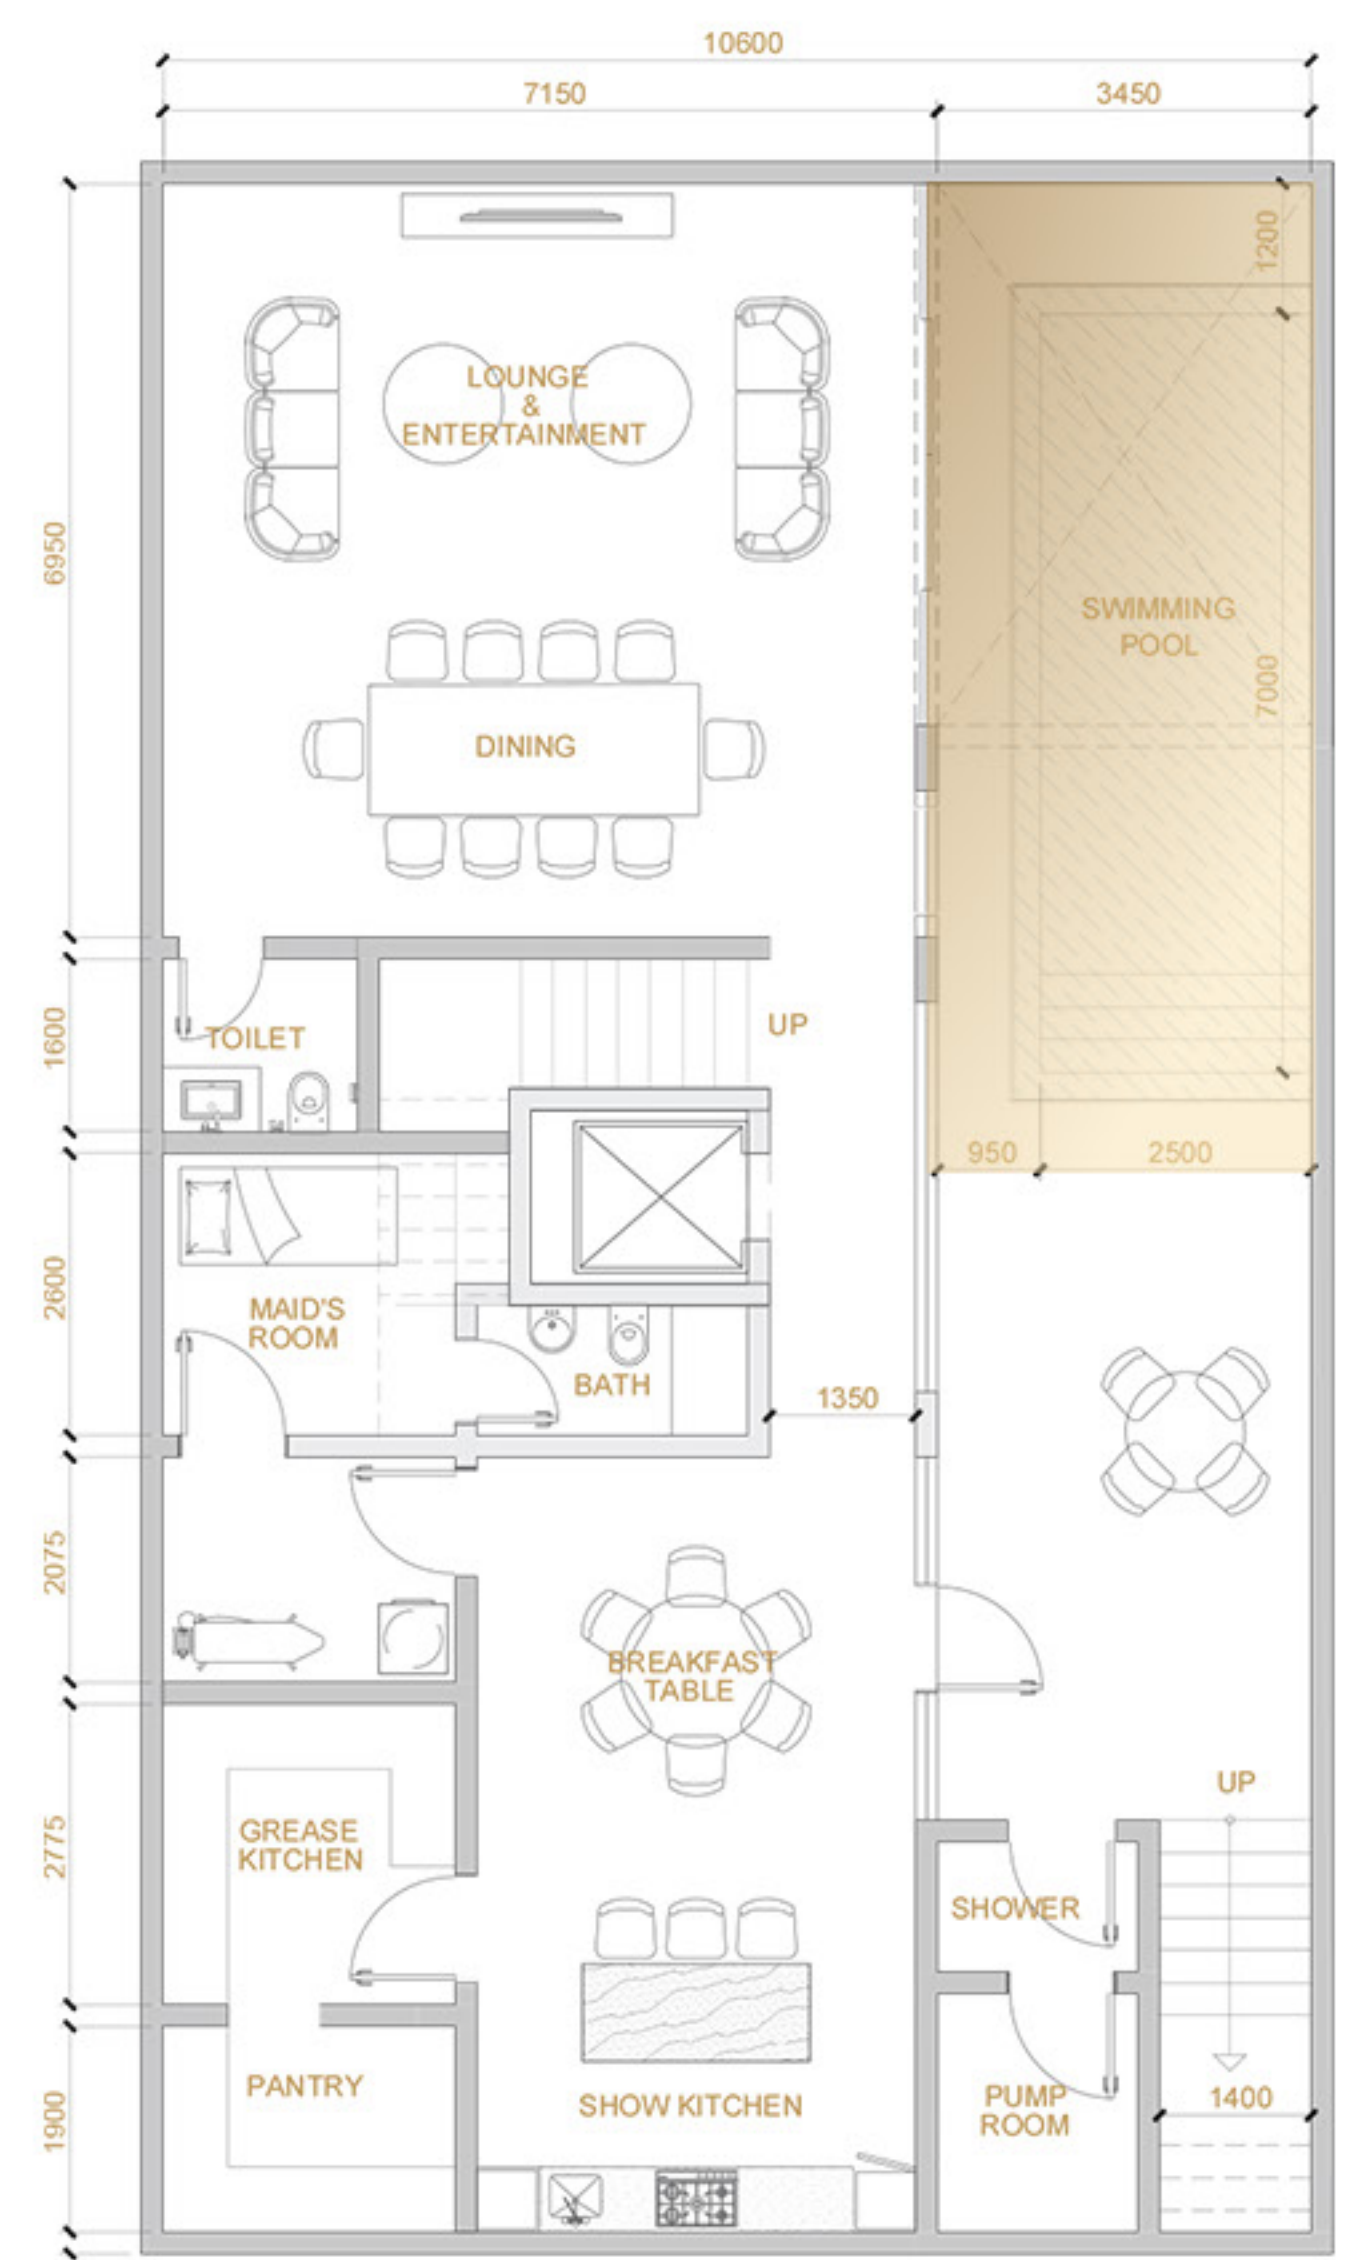 10600
7150
3450
1200
LOUNGE
&
ENTERTAINMENT
6950
SWIMMING
POOL
7000
DINING
1600
TOILET
UP
950
2500
2600
MAID'S
ROOM
BATH
1350
2075
BREAKFAST
TABLE
UP
2775
GREASE
KITCHEN
SHOWER
1900
PANTRY
SHOW KITCHEN
PUMP
ROOM
1400